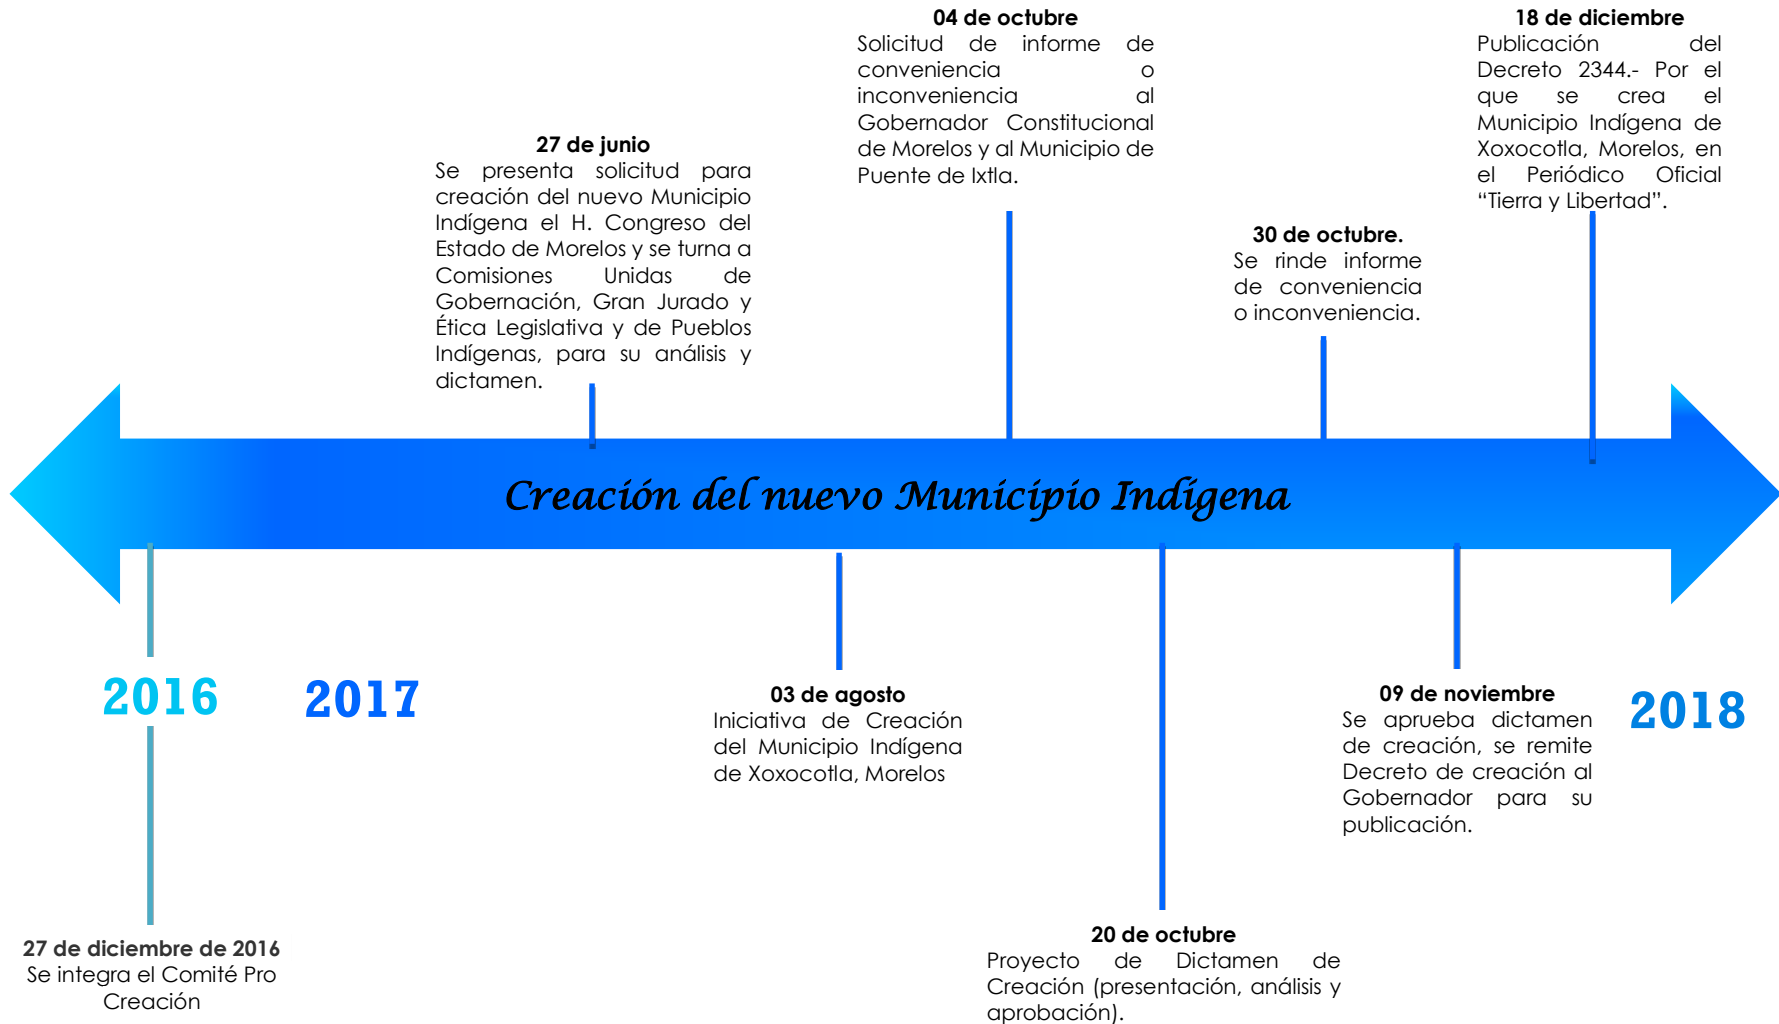 04 de octubre
Solicitud de informe de
conveniencia o
inconveniencia al
Gobernador Constitucional
de Morelos y al Municipio de
Puente de Ixtla.
18 de diciembre
Publicación del
Decreto 2344.- Por el
que se crea el
Municipio Indígena de
Xoxocotla, Morelos, en
el Periódico Oficial
“Tierra y Libertad”.
27 de junio
Se presenta solicitud para
creación del nuevo Municipio
Indígena el H. Congreso del
Estado de Morelos y se turna a
Comisiones Unidas de
Gobernación, Gran Jurado y
Ética Legislativa y de Pueblos
Indígenas, para su análisis y
dictamen.
30 de octubre.
Se rinde informe
de conveniencia
o inconveniencia.
Creación del nuevo Municipio Indígena
2016
2017
03 de agosto
Iniciativa de Creación
del Municipio Indígena
de Xoxocotla, Morelos
09 de noviembre
Se aprueba dictamen
de creación, se remite
Decreto de creación al
Gobernador para su
publicación.
2018
27 de diciembre de 2016
Se integra el Comité Pro
Creación
20 de octubre
Proyecto de Dictamen de
Creación (presentación, análisis y
aprobación).